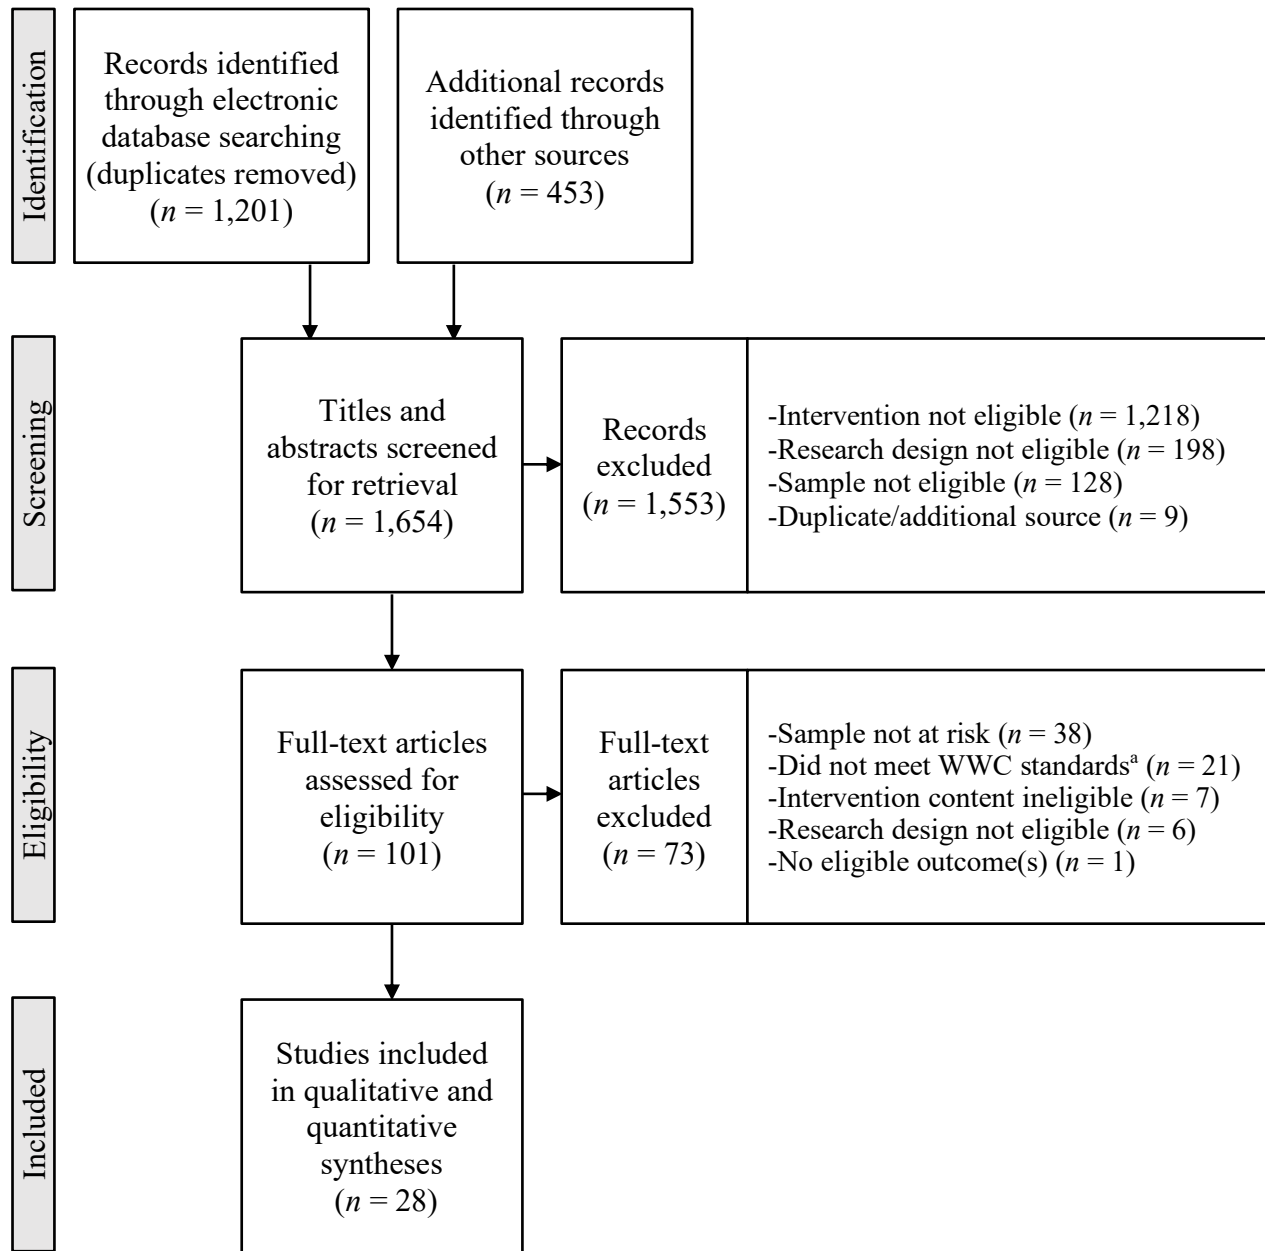 Identification
Records identified
through electronic
database searching
(duplicates removed)
(n = 1,201)
Additional records
identified through
other sources
(n = 453)
Screening
Titles and
abstracts screened
for retrieval
(n = 1,654)
Records
excluded
(n = 1,553)
-Intervention not eligible (n = 1,218)
-Research design not eligible (n = 198)
-Sample not eligible (n = 128)
-Duplicate/additional source (n = 9)
Eligibility
Full-text articles
assessed for
eligibility
(n = 101)
Full-text
articles
excluded
(n = 73)
-Sample not at risk (n = 38)
-Did not meet WWC standardsᵃ (n = 21)
-Intervention content ineligible (n = 7)
-Research design not eligible (n = 6)
-No eligible outcome(s) (n = 1)
Included
Studies included
in qualitative and
quantitative
syntheses
(n = 28)